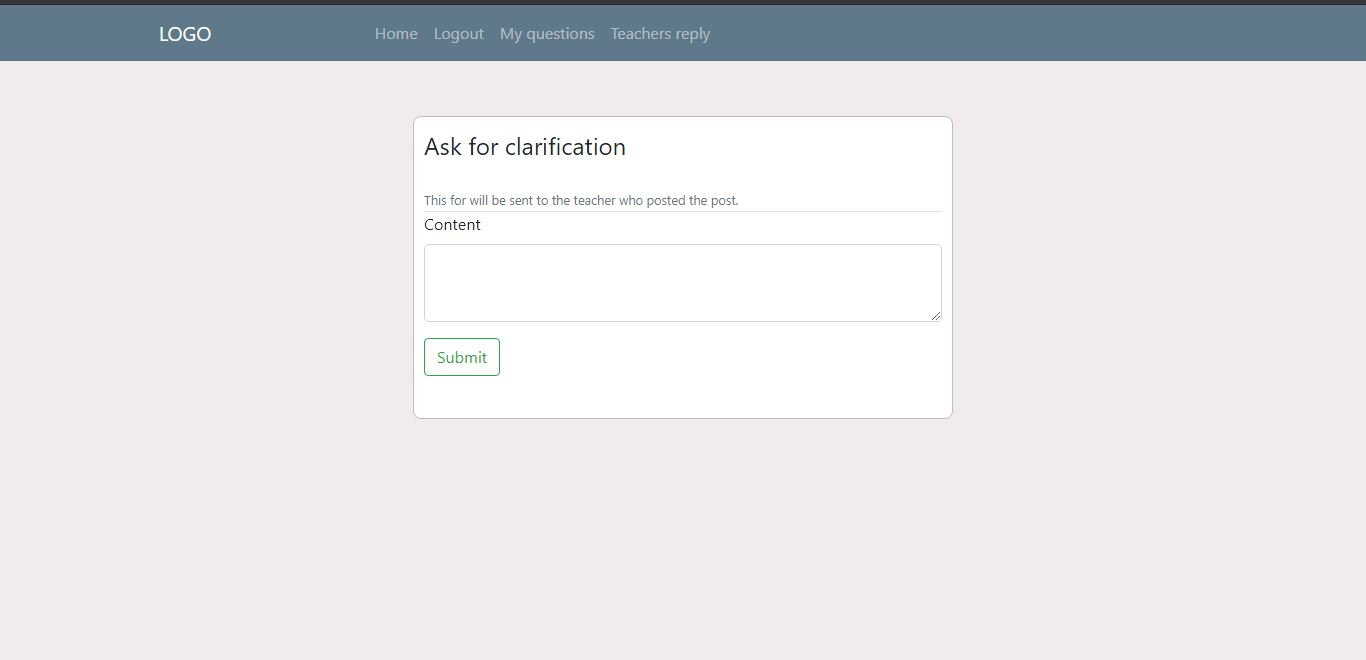 LOGO Home Logout My questions Teachers reply
Ask for clarification
This for will be sent to the teacher who posted the post.
Content
Submit